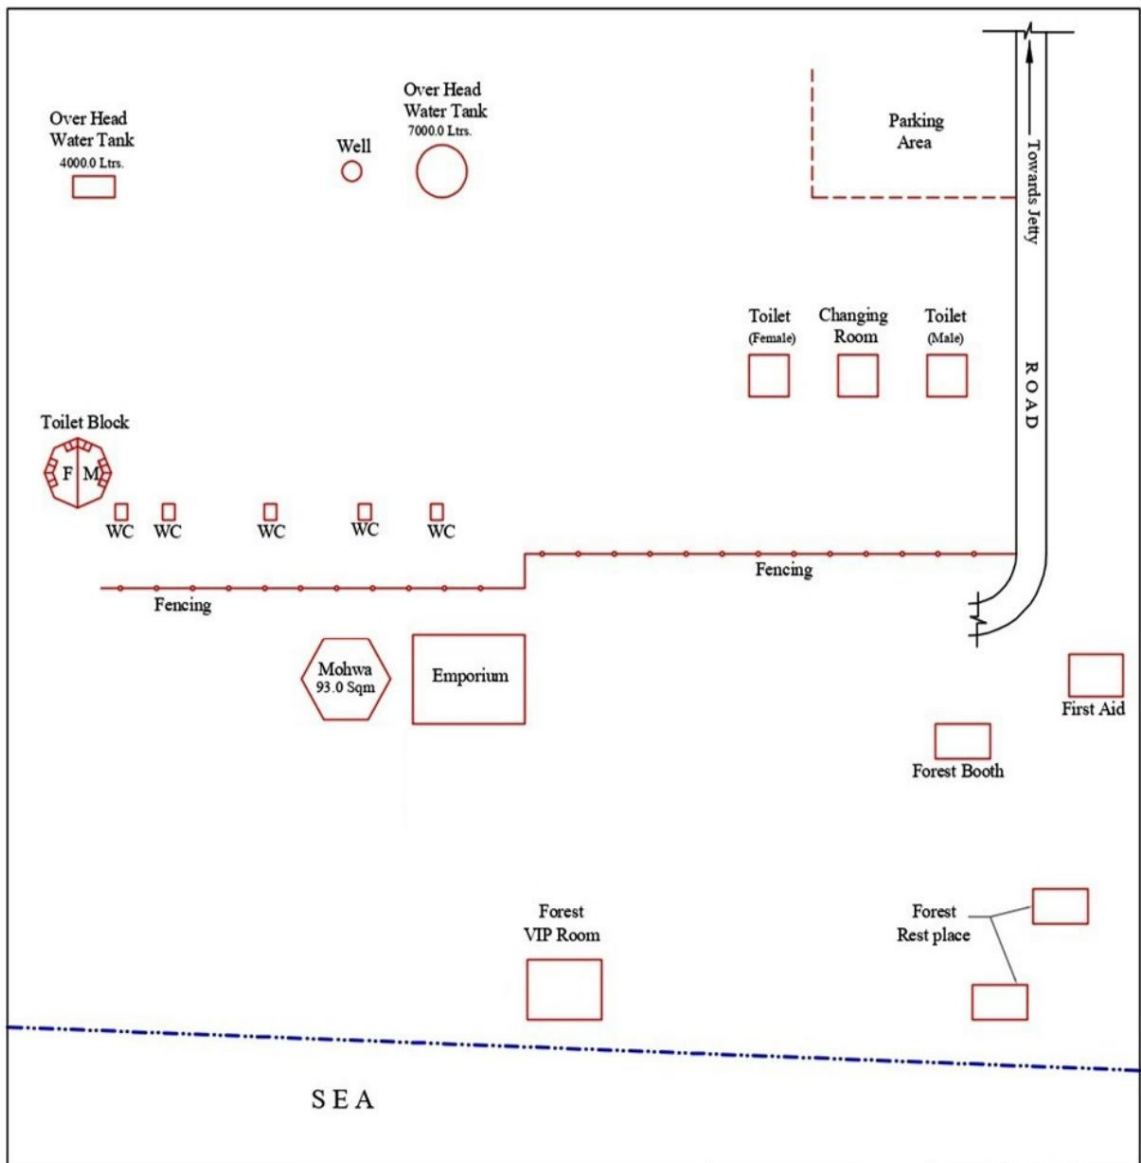 Over Head
Water Tank
4000.0 Ltrs.
Well
Over Head
Water Tank
7000.0 Ltrs.
Parking
Area
Towards Jetty
ROAD
Toilet
(Female)
Changing
Room
Toilet
(Male)
Toilet Block
F M
WC
WC
WC
WC
WC
Fencing
Fencing
Mohwa
93.0 Sqm
Emporium
First Aid
Forest Booth
Forest
VIP Room
Forest
Rest place
SEA